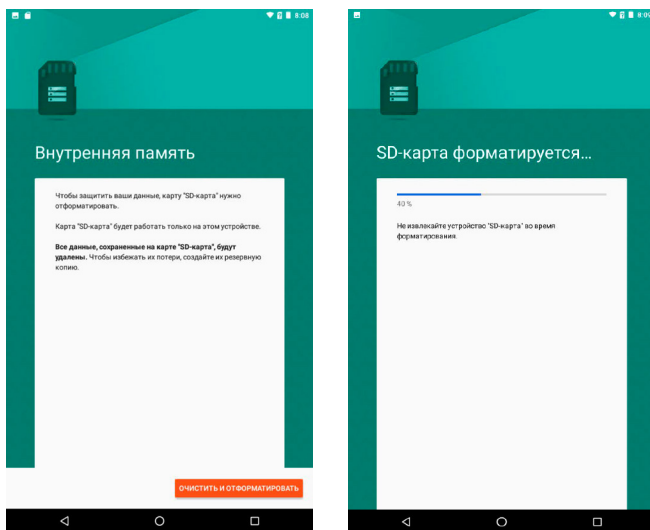 8:08
Внутренняя память
Чтобы защитить ваши данные, карту "SD-карта" нужно
отформатировать.
Карта "SD-карта" будет работать только на этом устройстве.
Все данные, сохраненные на карте "SD-карта", будут
удалены. Чтобы избежать их потери, создайте их резервную
копию.
ОЧИСТИТЬ И ОТФОРМАТИРОВАТЬ
8:09
SD-карта форматируется...
40 %
Не извлекайте устройство "SD-карта" во время
форматирования.